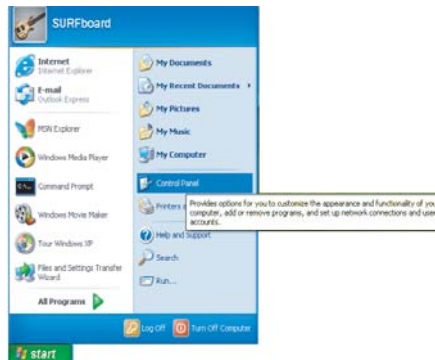 SURFboard
Internet
Internet Explorer
E-mail
Outlook Express
MSN Explorer
Windows Media Player
Command Prompt
Windows Movie Maker
Tour Windows XP
Files and Settings Transfer
Wizard
All Programs
My Documents
My Recent Documents
My Pictures
My Music
My Computer
Control Panel
Printers
Provides options for you to customize the appearance and functionality of you
computer, add or remove programs, and set up network connections and user
accounts.
Help and Support
Search
Run...
Log Off
Turn Off Computer
start